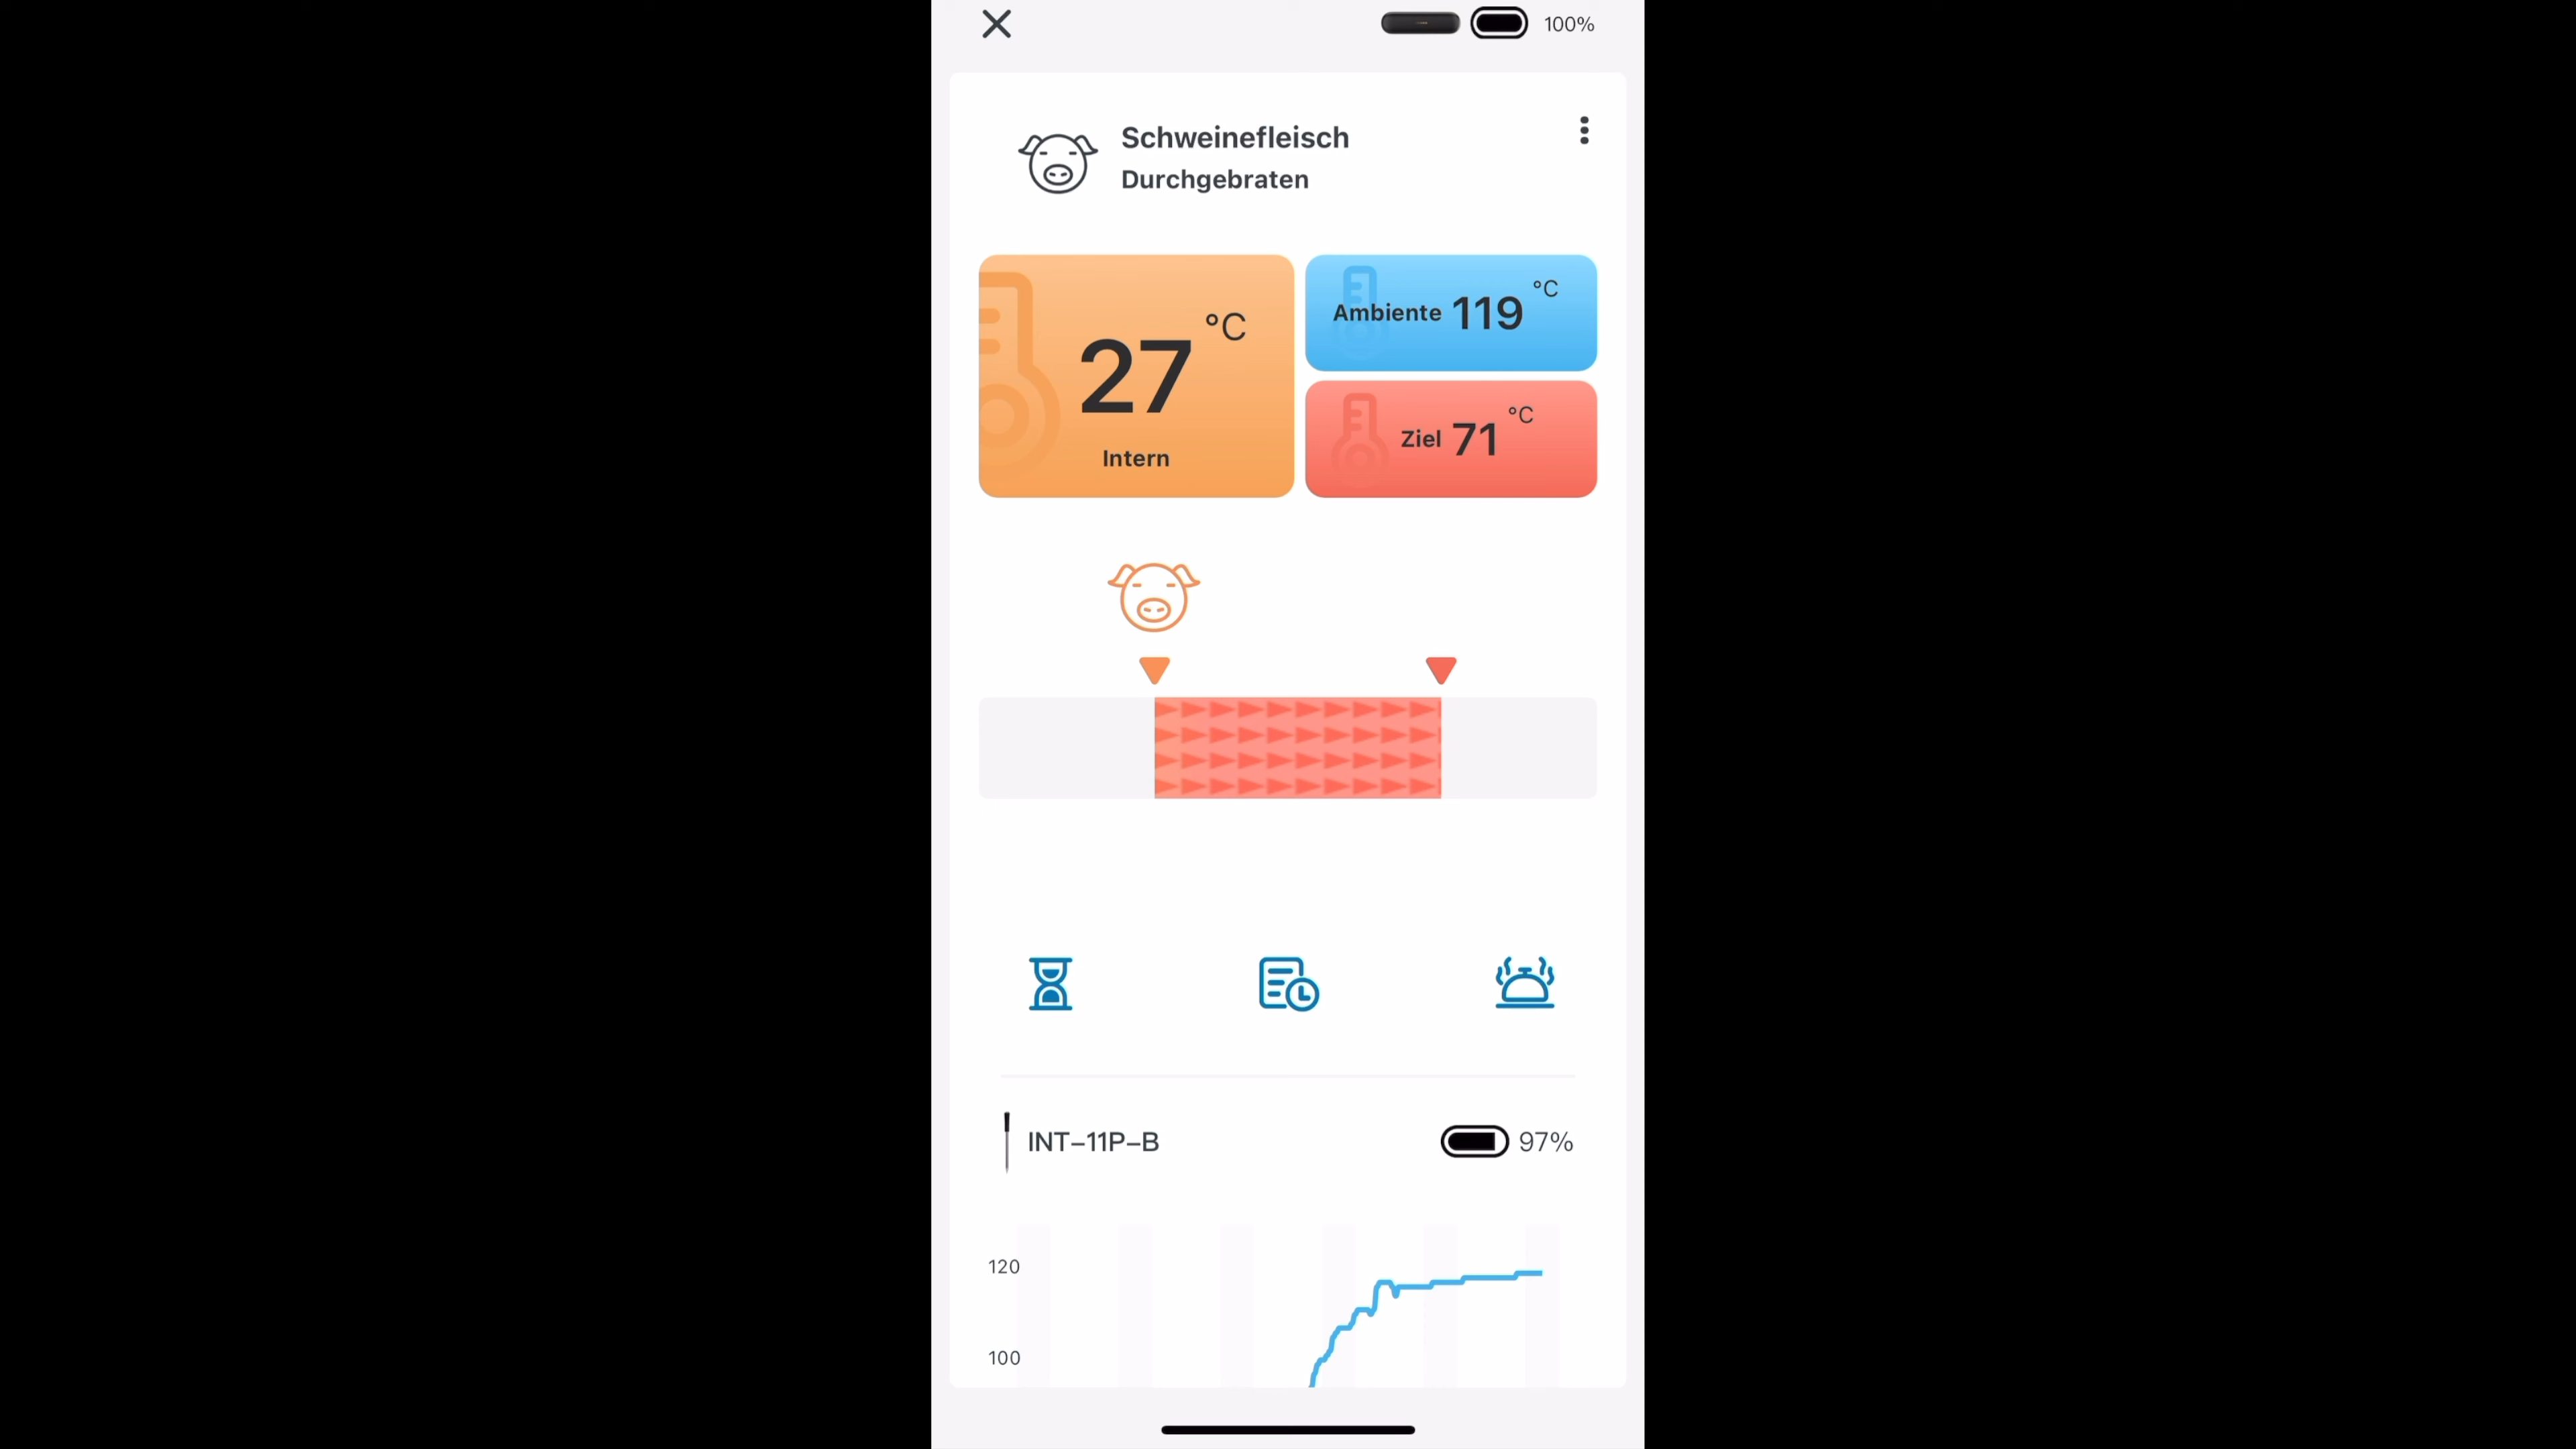 100%
Schweinefleisch
Durchgebraten
27 °C
Intern
Ambiente 119 °C
Ziel 71 °C
INT-11P-B
97%
120
100